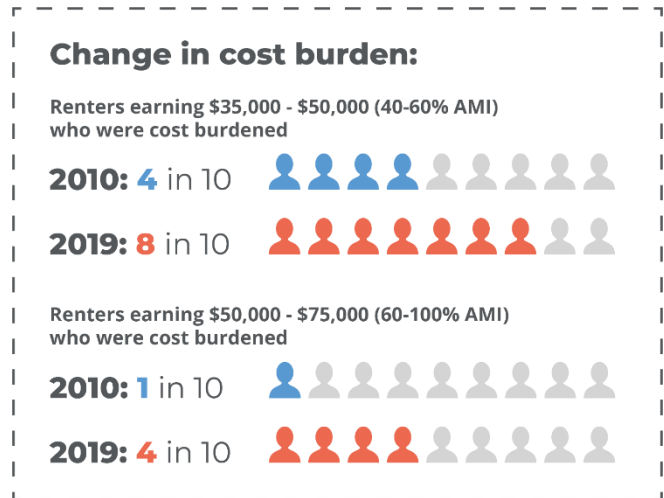 Change in cost burden:
Renters earning $35,000 - $50,000 (40-60% AMI)
who were cost burdened
2010: 4 in 10
2019: 8 in 10
Renters earning $50,000 - $75,000 (60-100% AMI)
who were cost burdened
2010: 1 in 10
2019: 4 in 10